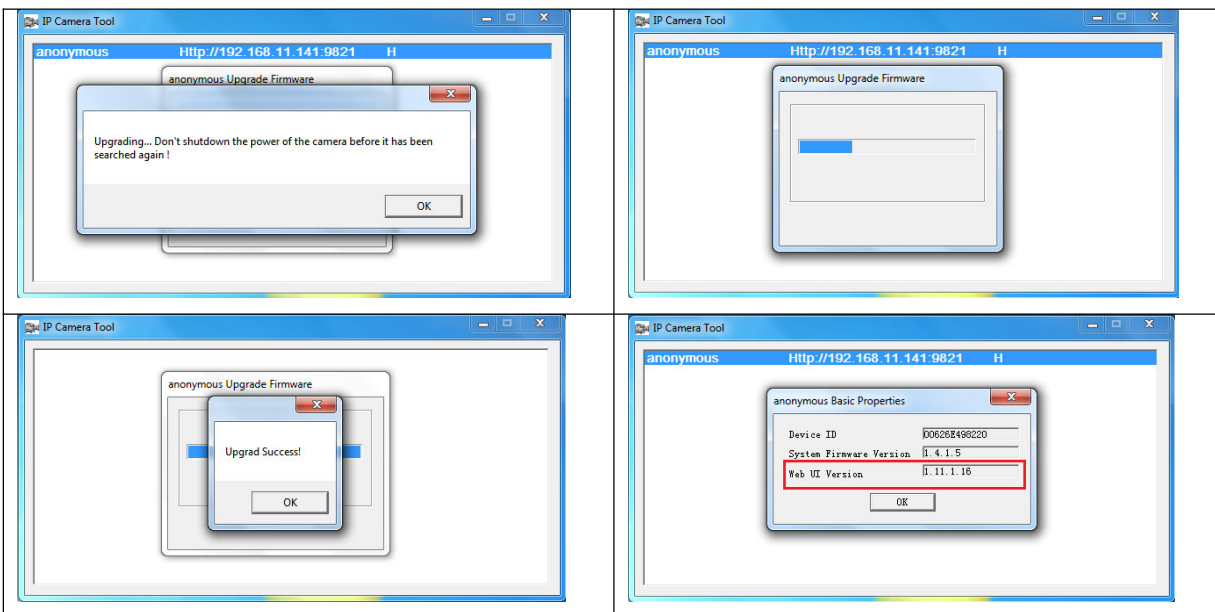 IP Camera Tool
anonymous Http://192.168.11.141:9821 H
anonymous Upgrade Firmware
Upgrading... Don't shutdown the power of the camera before it has been
searched again !
OK
IP Camera Tool
anonymous Http://192.168.11.141:9821 H
anonymous Upgrade Firmware
IP Camera Tool
anonymous Upgrade Firmware
Upgrad Success!
OK
IP Camera Tool
anonymous Http://192.168.11.141:9821 H
anonymous Basic Properties
Device ID 00626E498220
System Firmware Version 1.4.1.5
Web UI Version 1.11.1.16
OK